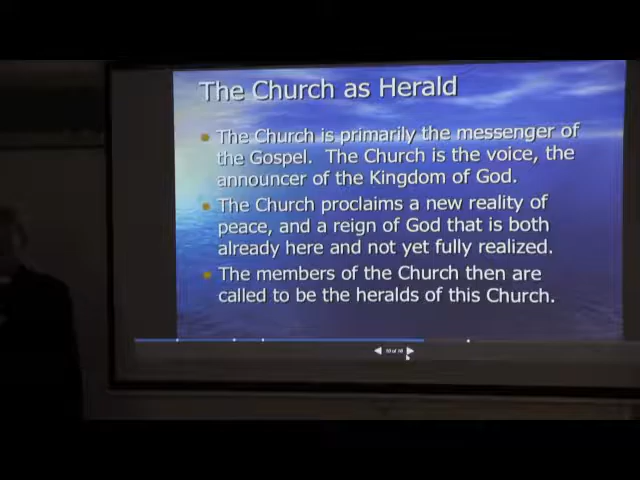 The Church as Herald
The Church is primarily the messenger of
the Gospel. The Church is the voice, the
announcer of the Kingdom of God.
The Church proclaims a new reality of
peace, and a reign of God that is both
already here and not yet fully realized.
The members of the Church then are
called to be the heralds of this Church.